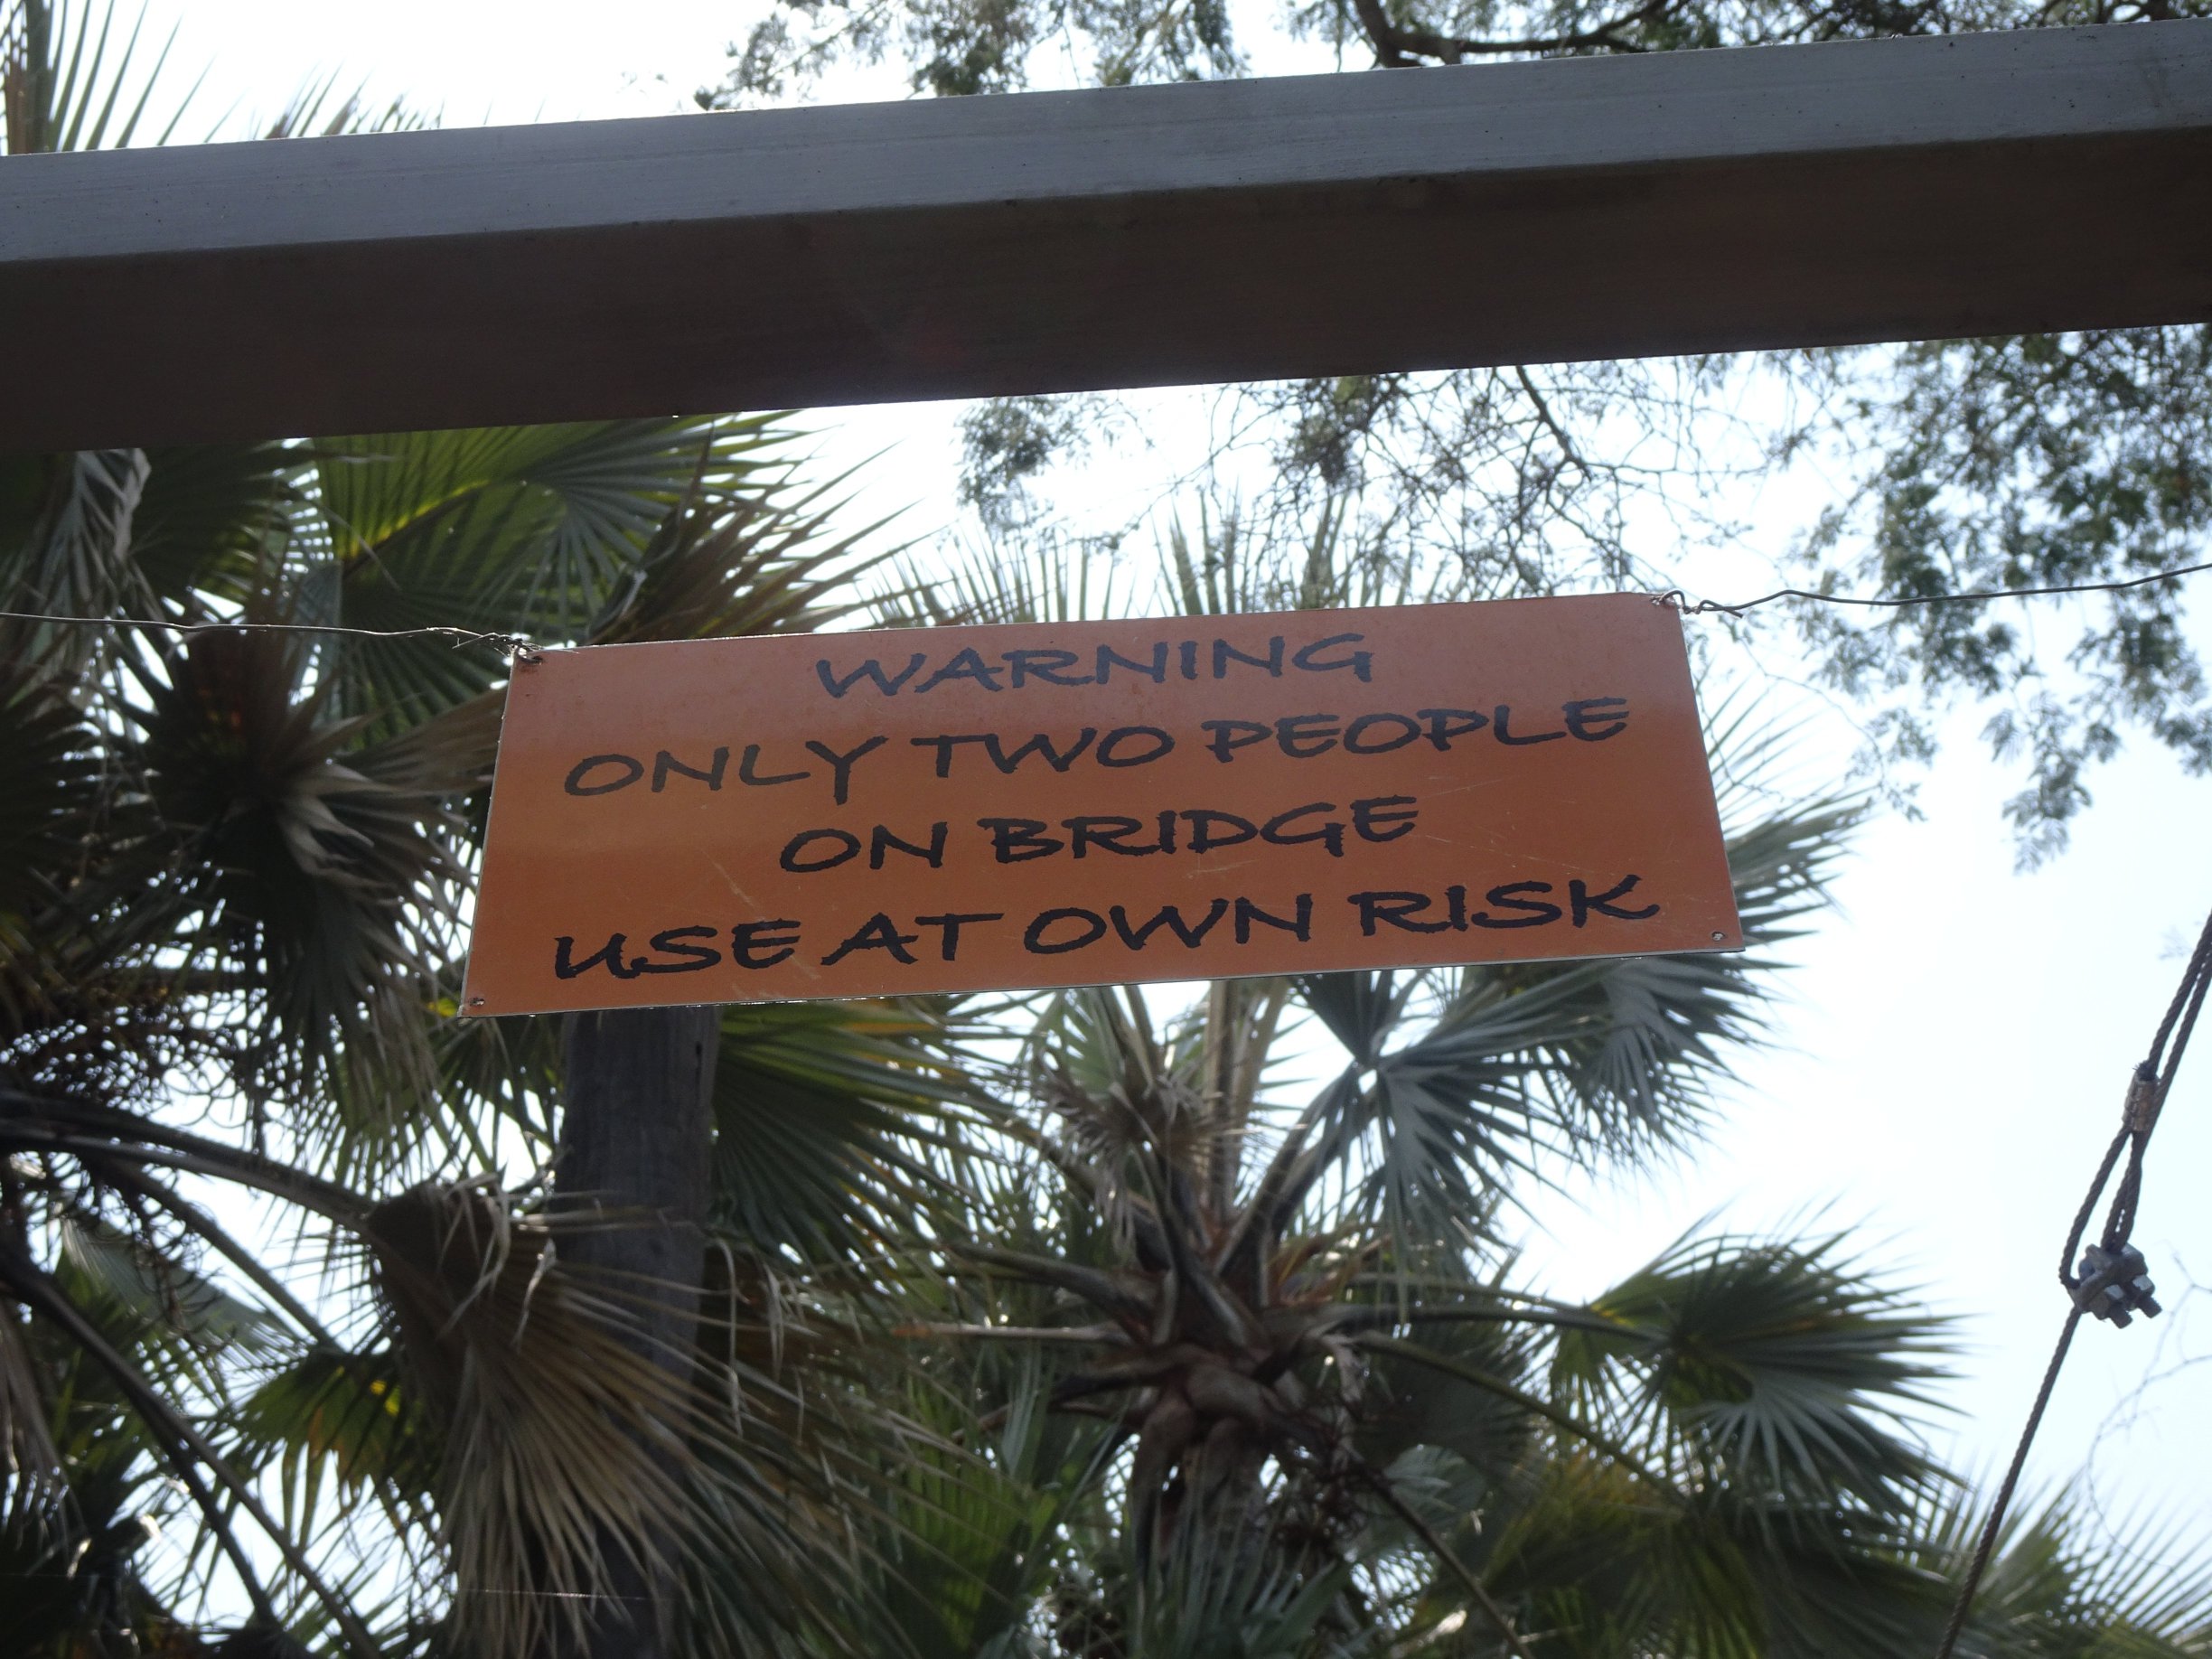 WARNING
ONLY TWO PEOPLE
ON BRIDGE
USE AT OWN RISK